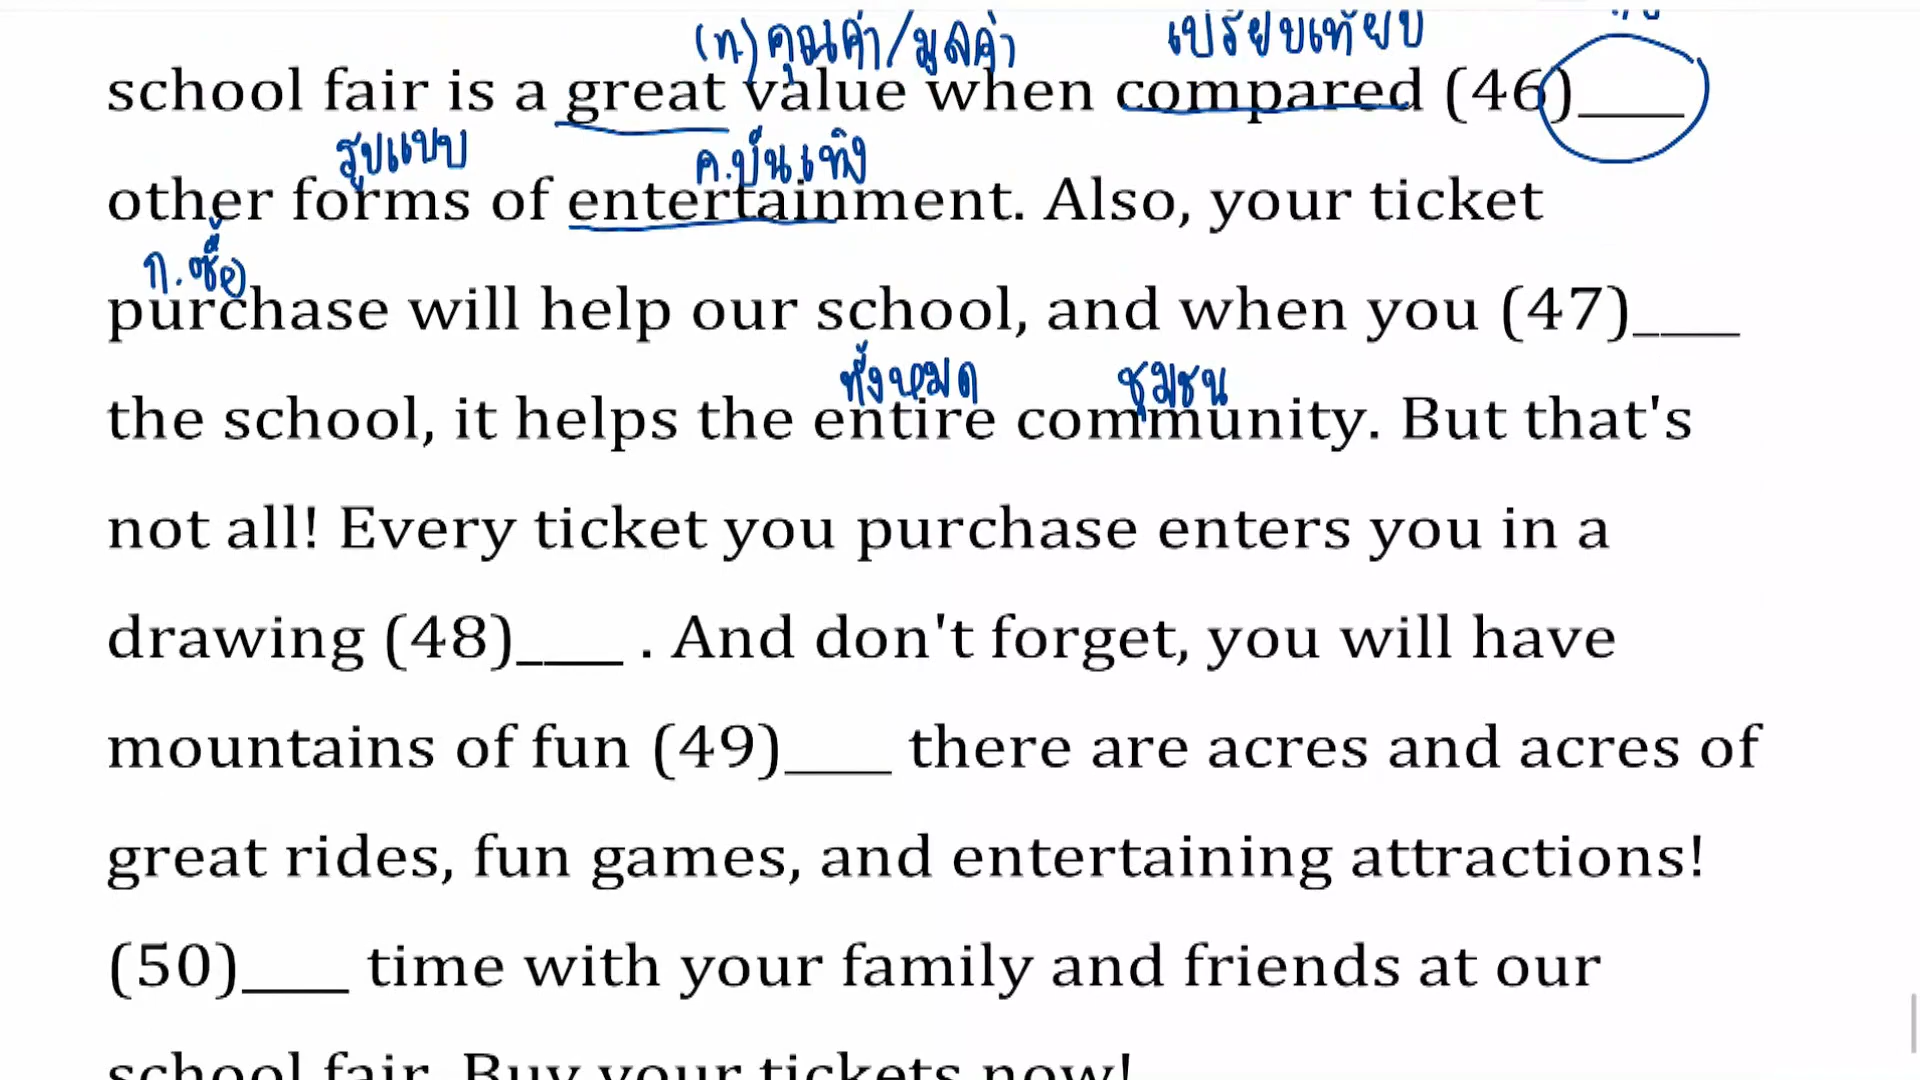 (n.) คุณค่า/มูลค่า เปรียบเทียบ
school fair is a great value when compared (46)____
รูปแบบ ค.บันเทิง
other forms of entertainment. Also, your ticket
ก.ซื้อ
purchase will help our school, and when you (47)____
ทั้งหมด ชุมชน
the school, it helps the entire community. But that's
not all! Every ticket you purchase enters you in a
drawing (48)____ . And don't forget, you will have
mountains of fun (49)____ there are acres and acres of
great rides, fun games, and entertaining attractions!
(50)____ time with your family and friends at our
school fair. Buy your tickets now!